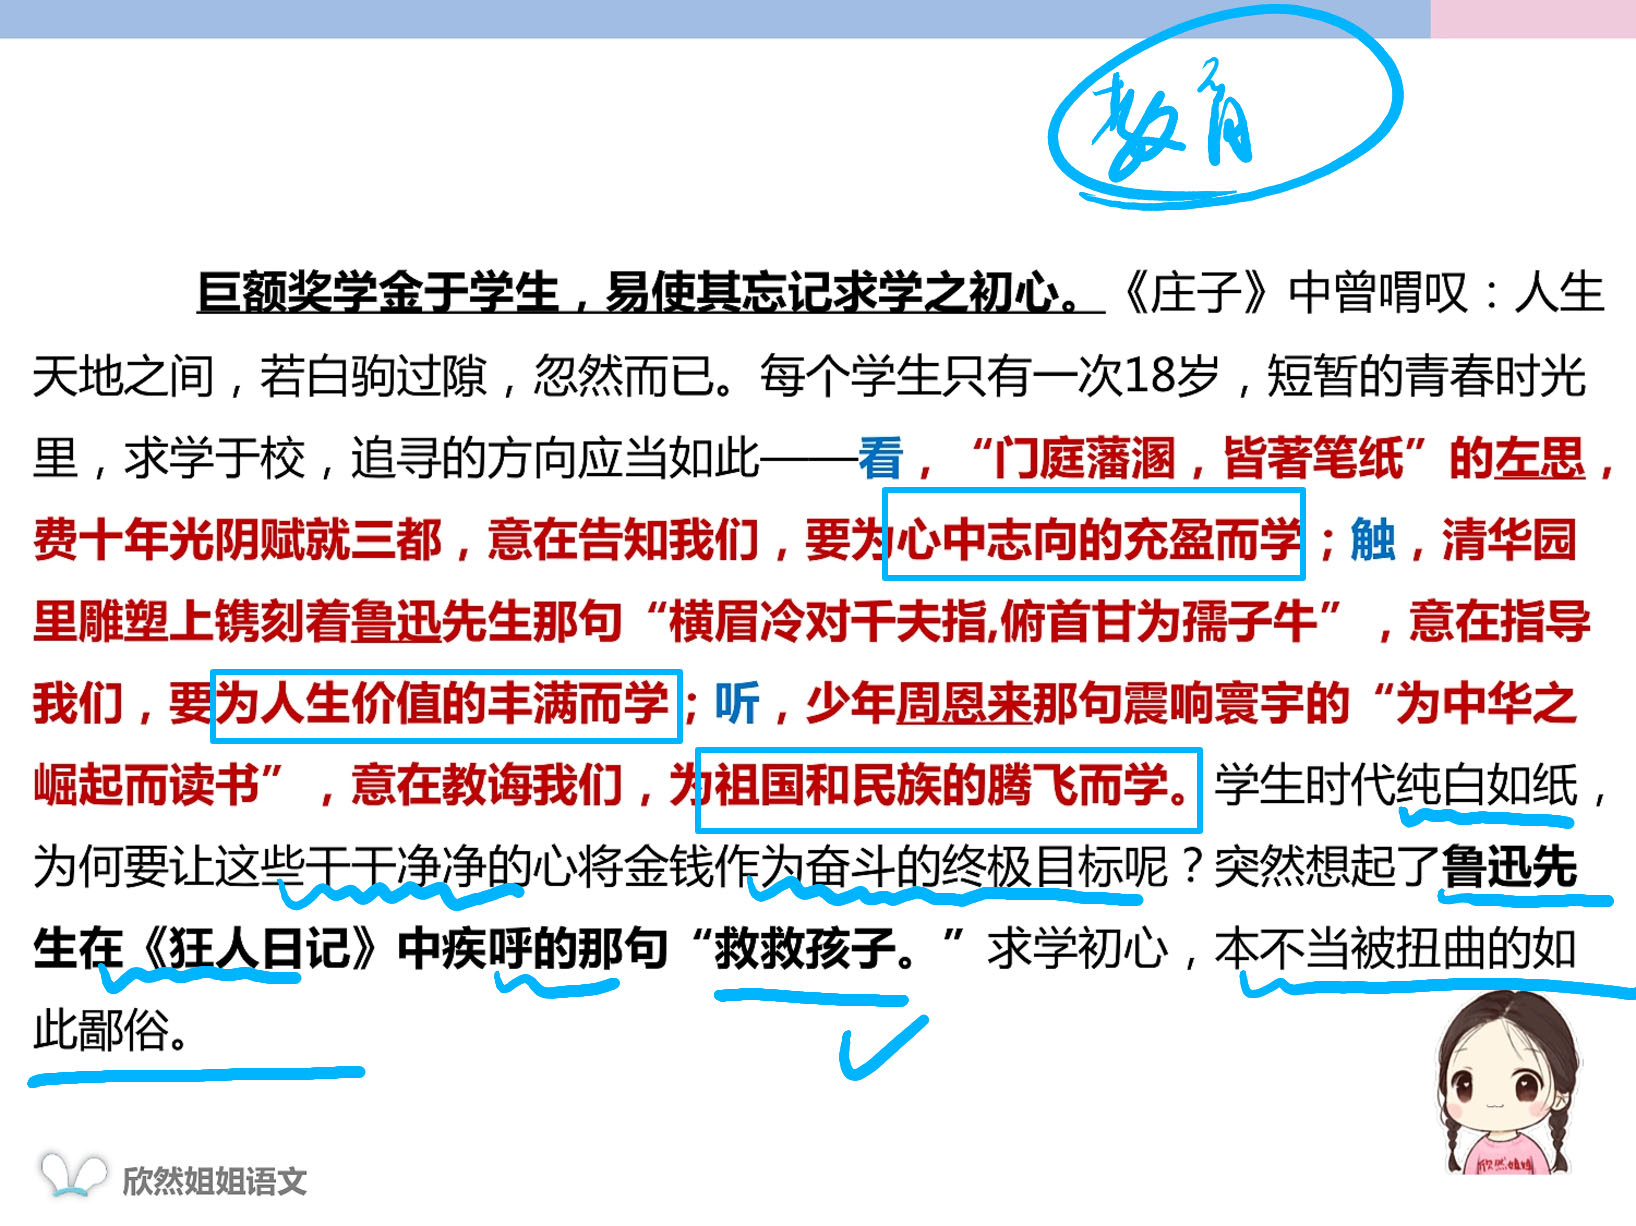 教育
巨额奖学金于学生，易使其忘记求学之初心。《庄子》中曾喟叹：人生
天地之间，若白驹过隙，忽然而已。每个学生只有一次18岁，短暂的青春时光
里，求学于校，追寻的方向应当如此——看，“门庭藩溷，皆著笔纸”的左思，
费十年光阴赋就三都，意在告知我们，要为心中志向的充盈而学；触，清华园
里雕塑上镌刻着鲁迅先生那句“横眉冷对千夫指,俯首甘为孺子牛”，意在指导
我们，要为人生价值的丰满而学；听，少年周恩来那句震响寰宇的“为中华之
崛起而读书”，意在教诲我们，为祖国和民族的腾飞而学。学生时代纯白如纸，
为何要让这些干干净净的心将金钱作为奋斗的终极目标呢？突然想起了鲁迅先
生在《狂人日记》中疾呼的那句“救救孩子。”求学初心，本不当被扭曲的如
此鄙俗。
欣然姐姐
欣然姐姐语文